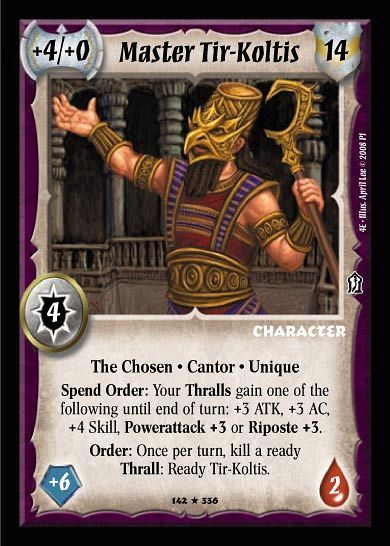 +4/+0
Master Tir-Koltis
14
4E - Illus. April Lee © 2008 PI
4
CHARACTER
The Chosen • Cantor • Unique
Spend Order: Your Thralls gain one of the
following until end of turn: +3 ATK, +3 AC,
+4 Skill, Powerattack +3 or Riposte +3.
Order: Once per turn, kill a ready
Thrall: Ready Tir-Koltis.
+6
142 ★ 336
2